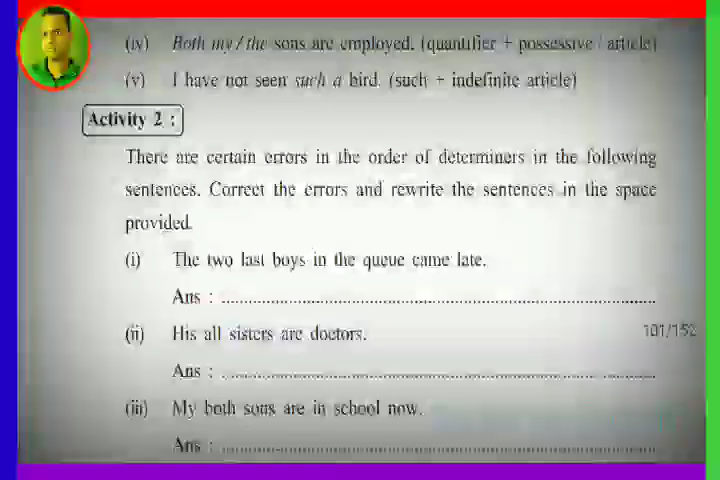 (iv) Both my / the sons are employed. (quantifier + possessive / article)
(v) I have not seen such a bird. (such + indefinite article)
Activity 2 :
There are certain errors in the order of determiners in the following
sentences. Correct the errors and rewrite the sentences in the space
provided.
(i) The two last boys in the queue came late.
Ans : ................................................................................
(ii) His all sisters are doctors.
101/152
Ans : ................................................................................
(iii) My both sons are in school now.
Ans : ................................................................................